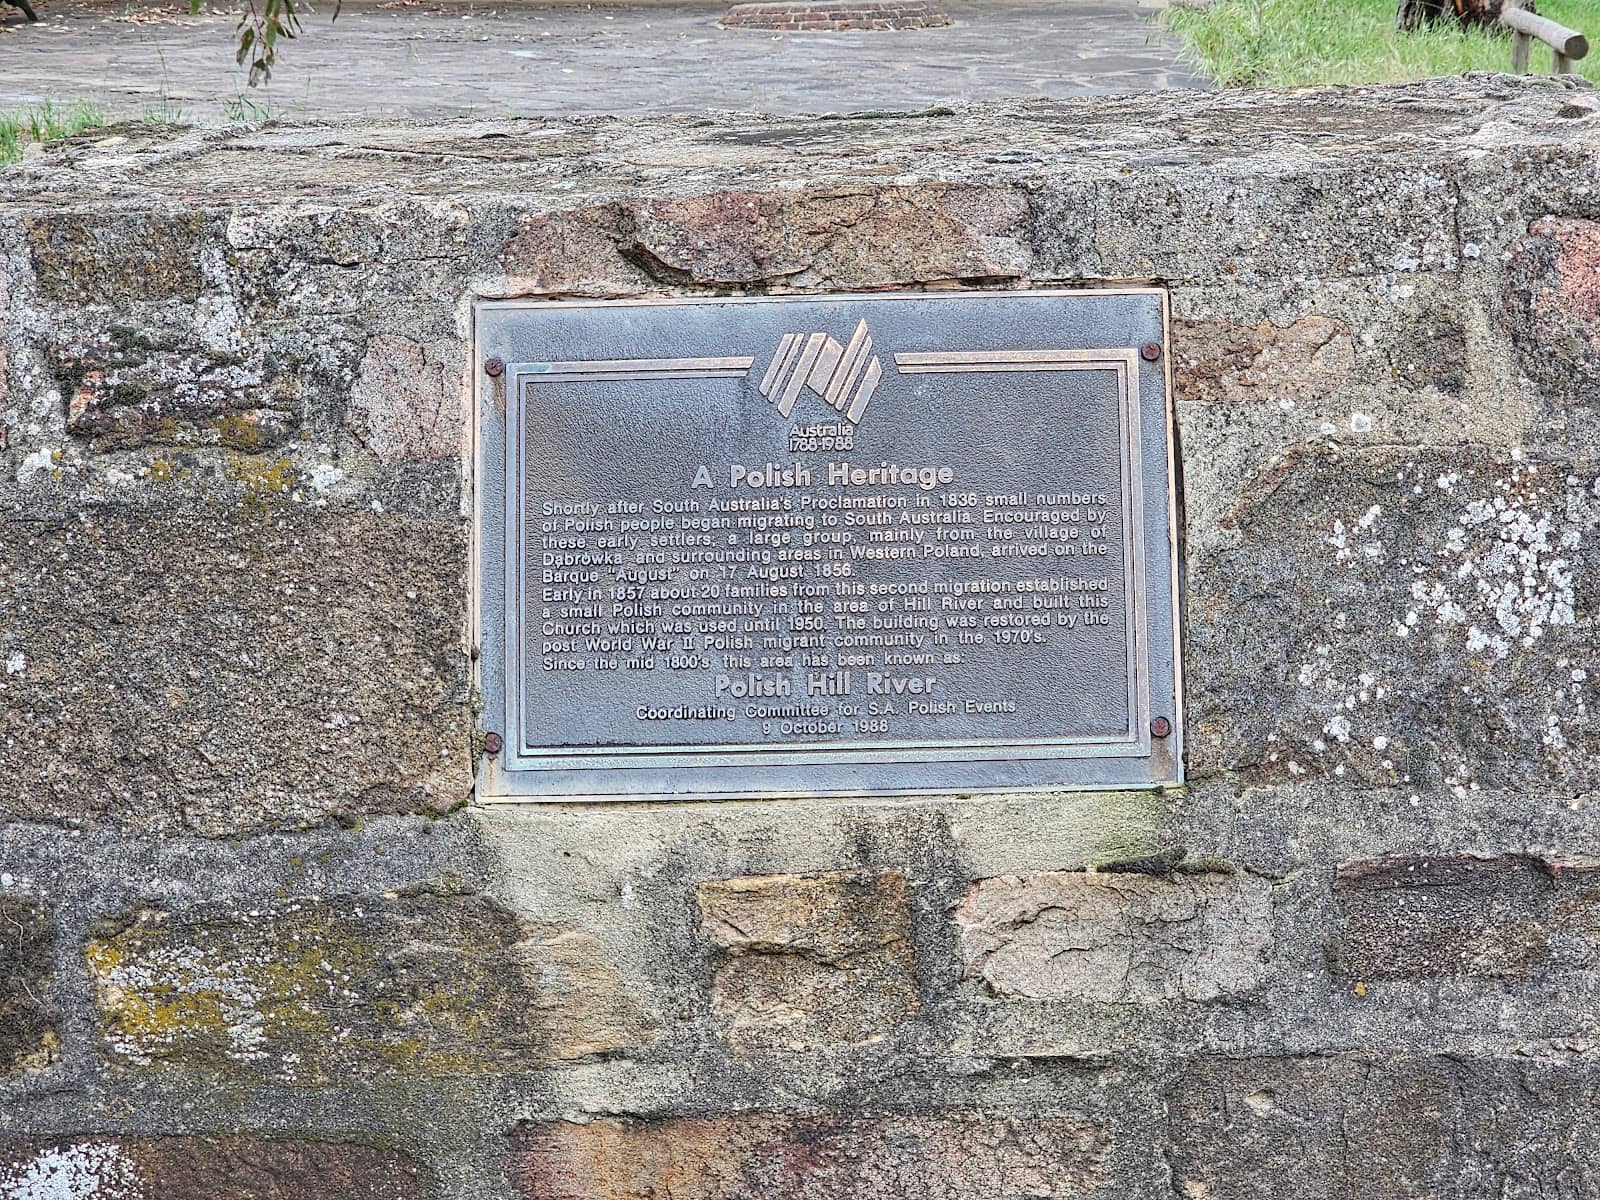 Australia
1788-1988
A Polish Heritage
Shortly after South Australia's Proclamation in 1836 small numbers
of Polish people began migrating to South Australia. Encouraged by
these early settlers, a large group, mainly from the village of
Dąbrówka and surrounding areas in Western Poland, arrived on the
Barque "August" on 17 August 1856.
Early in 1857 about 20 families from this second migration established
a small Polish community in the area of Hill River and built this
Church which was used until 1950. The building was restored by the
post World War II Polish migrant community in the 1970's.
Since the mid 1800's, this area has been known as:
Polish Hill River
Coordinating Committee for S.A. Polish Events
9 October 1988